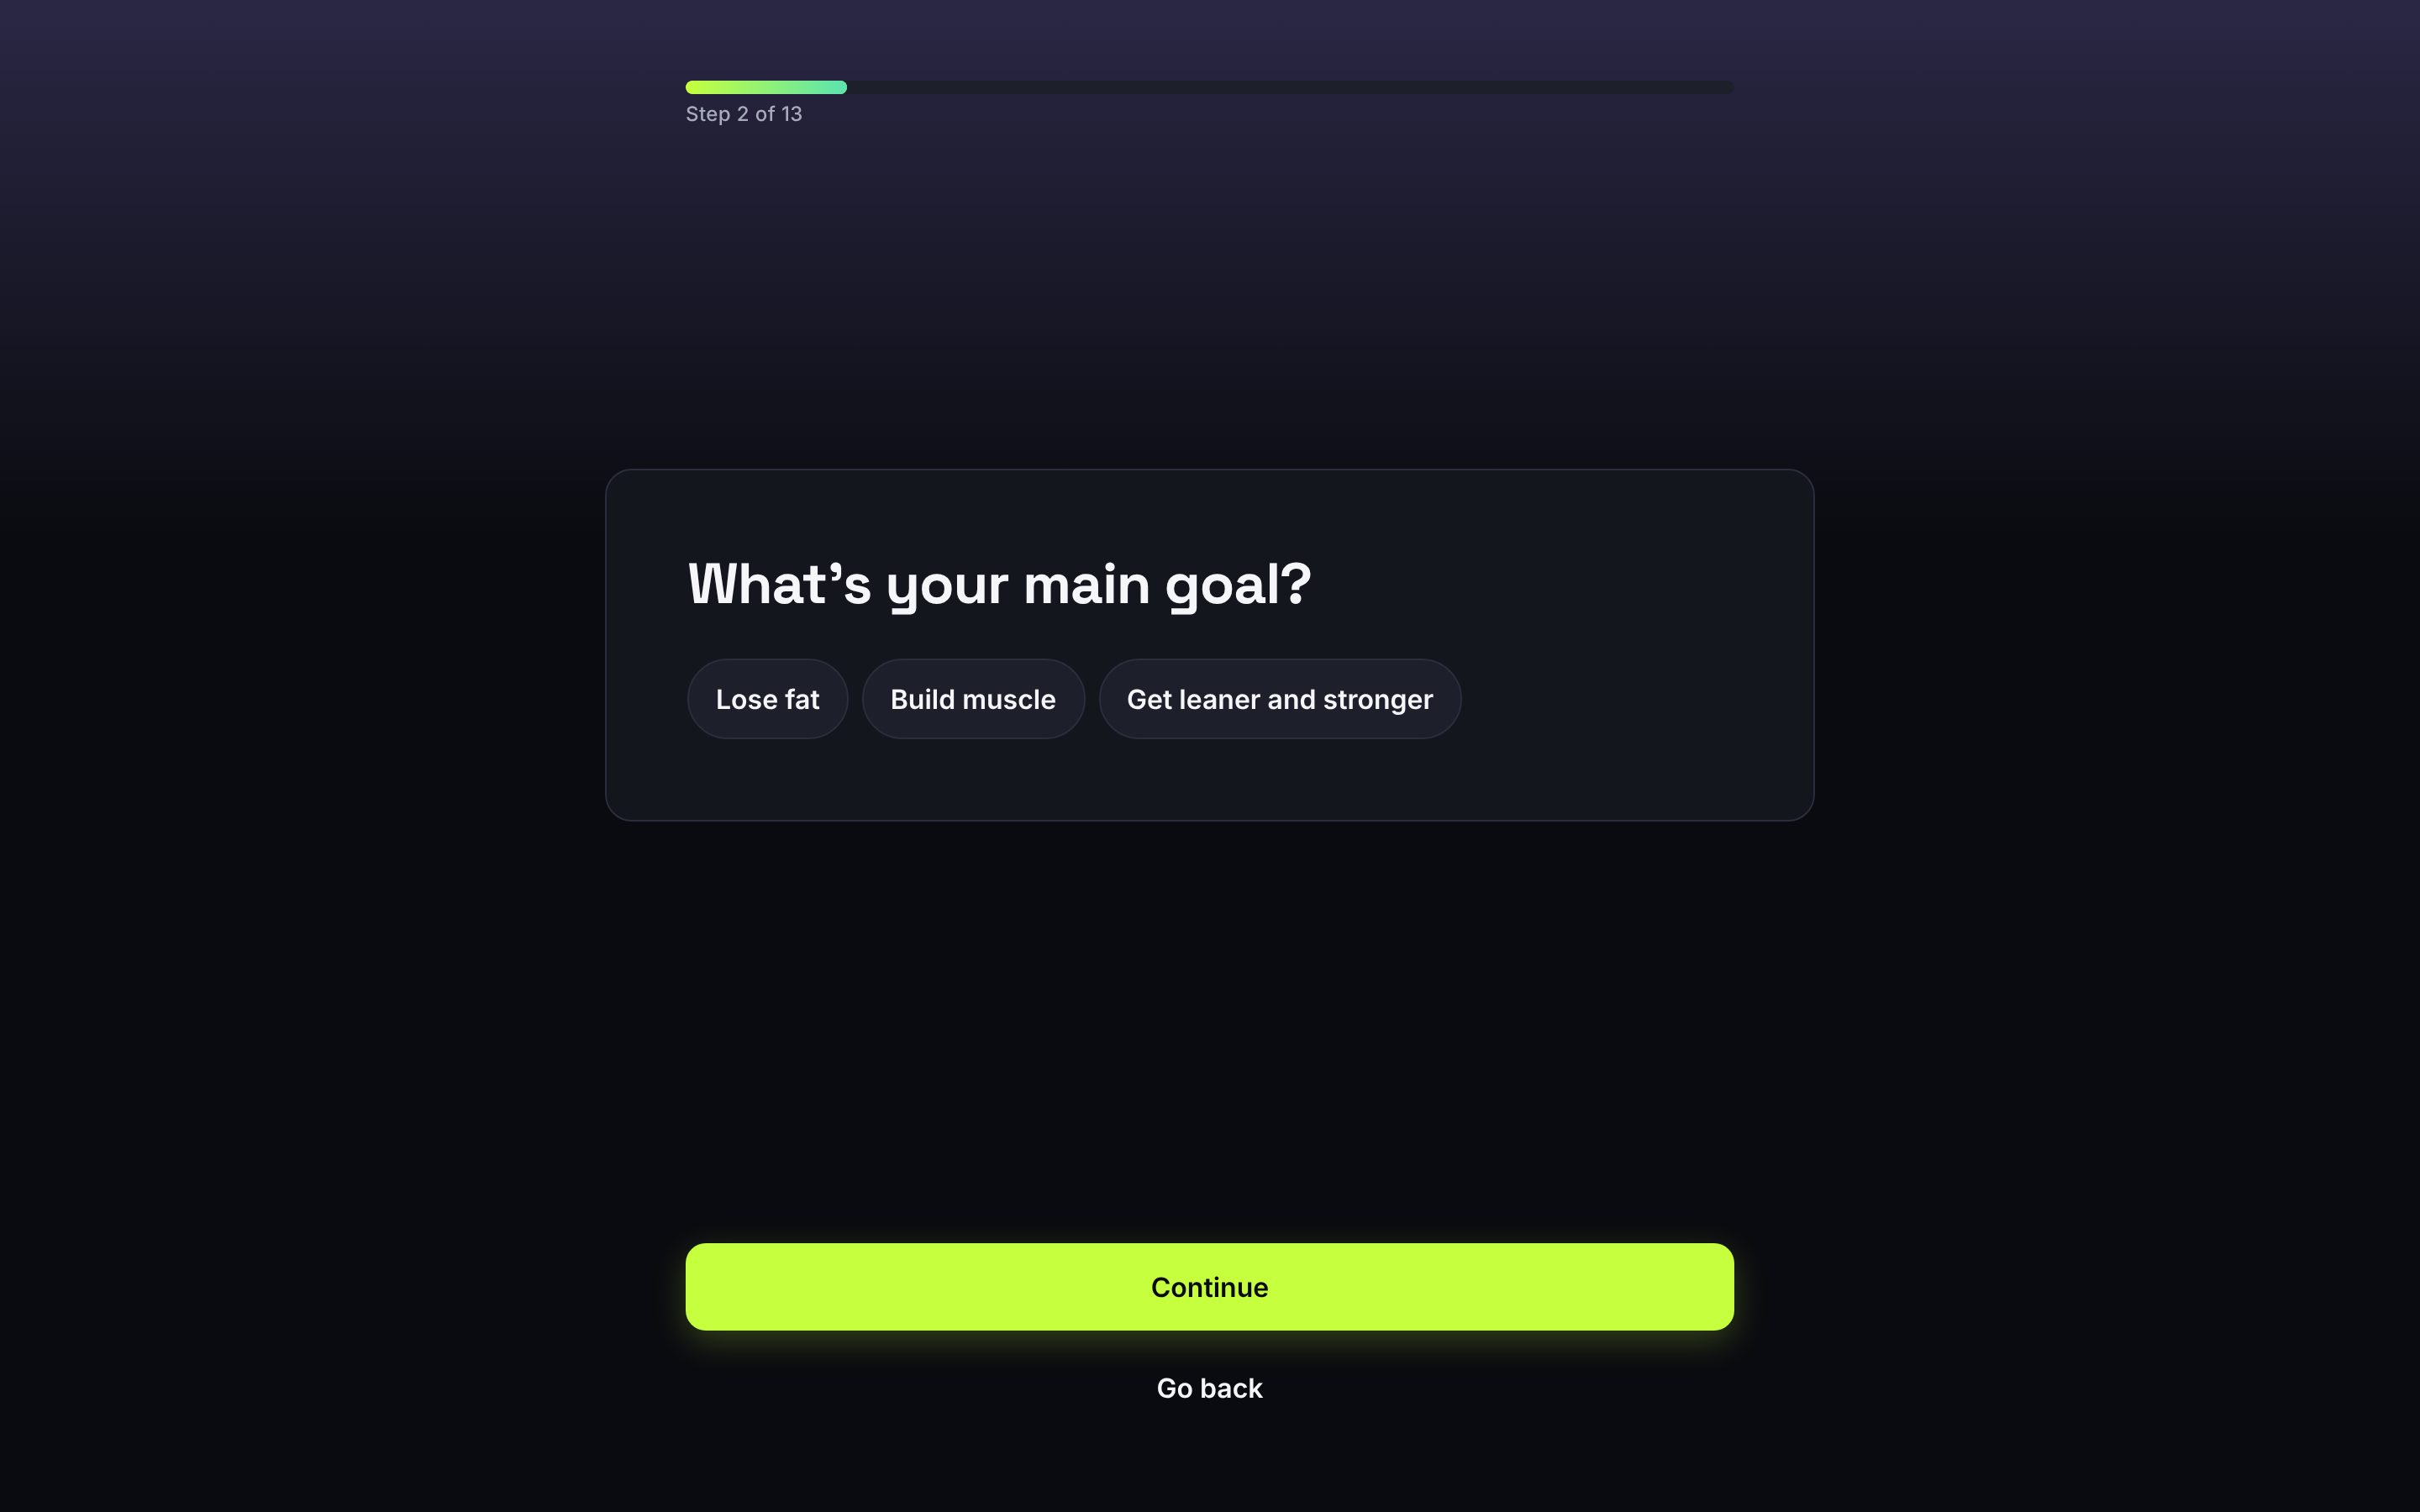 Step 2 of 13
What’s your main goal?
Lose fat
Build muscle
Get leaner and stronger
Continue
Go back